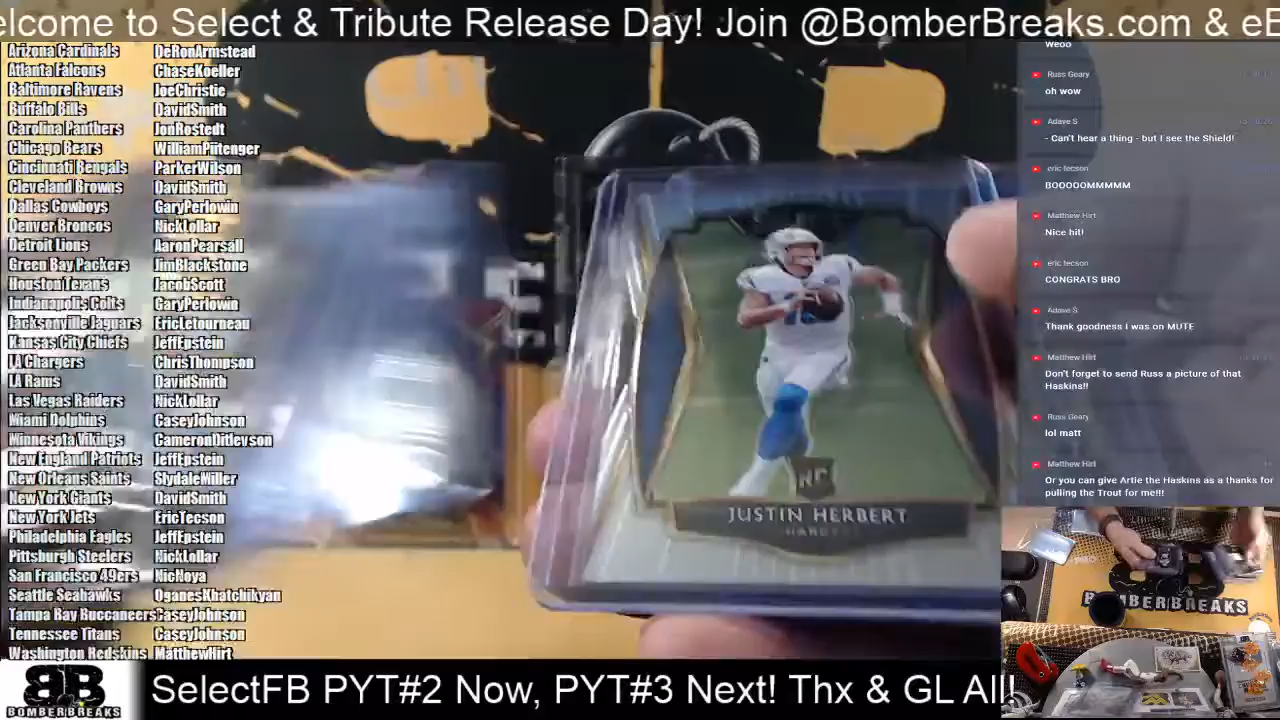 elcome to Select & Tribute Release Day! Join @BomberBreaks.com & eB
Arizona Cardinals DeRonArmstead
Atlanta Falcons ChaseKoeller
Baltimore Ravens JoeChristie
Buffalo Bills DavidSmith
Carolina Panthers JonRostedt
Chicago Bears WilliamPittenger
Cincinnati Bengals ParkerWilson
Cleveland Browns DavidSmith
Dallas Cowboys GaryPerlowin
Denver Broncos NickLollar
Detroit Lions AaronPearsall
Green Bay Packers JimBlackstone
Houston Texans JacobScott
Indianapolis Colts GaryPerlowin
Jacksonville Jaguars EricLetourneau
Kansas City Chiefs JeffEpstein
LA Chargers ChrisThompson
LA Rams DavidSmith
Las Vegas Raiders NickLollar
Miami Dolphins CaseyJohnson
Minnesota Vikings CameronDitlevson
New England Patriots JeffEpstein
New Orleans Saints SlydaleMiller
New York Giants DavidSmith
New York Jets EricTecson
Philadelphia Eagles JeffEpstein
Pittsburgh Steelers NickLollar
San Francisco 49ers NicNoya
Seattle Seahawks OganesKhatchikyan
Tampa Bay Buccaneers CaseyJohnson
Tennessee Titans CaseyJohnson
Washington Redskins MatthewHirt
RC
JUSTIN HERBERT
Weoo
Russ Geary
oh wow
Adave S
- Can't hear a thing - but I see the Shield!
eric tecson
BOOOOOMMMMM
Matthew Hirt
Nice hit!
eric tecson
CONGRATS BRO
Adave S
Thank goodness I was on MUTE
Matthew Hirt
Don't forget to send Russ a picture of that
Haskins!!
Russ Geary
lol matt
Matthew Hirt
Or you can give Artie the Haskins as a thanks for
pulling the Trout for me!!!
BOMBERBREAKS
BB
BOMBERBREAKS
SelectFB PYT#2 Now, PYT#3 Next! Thx & GL All!